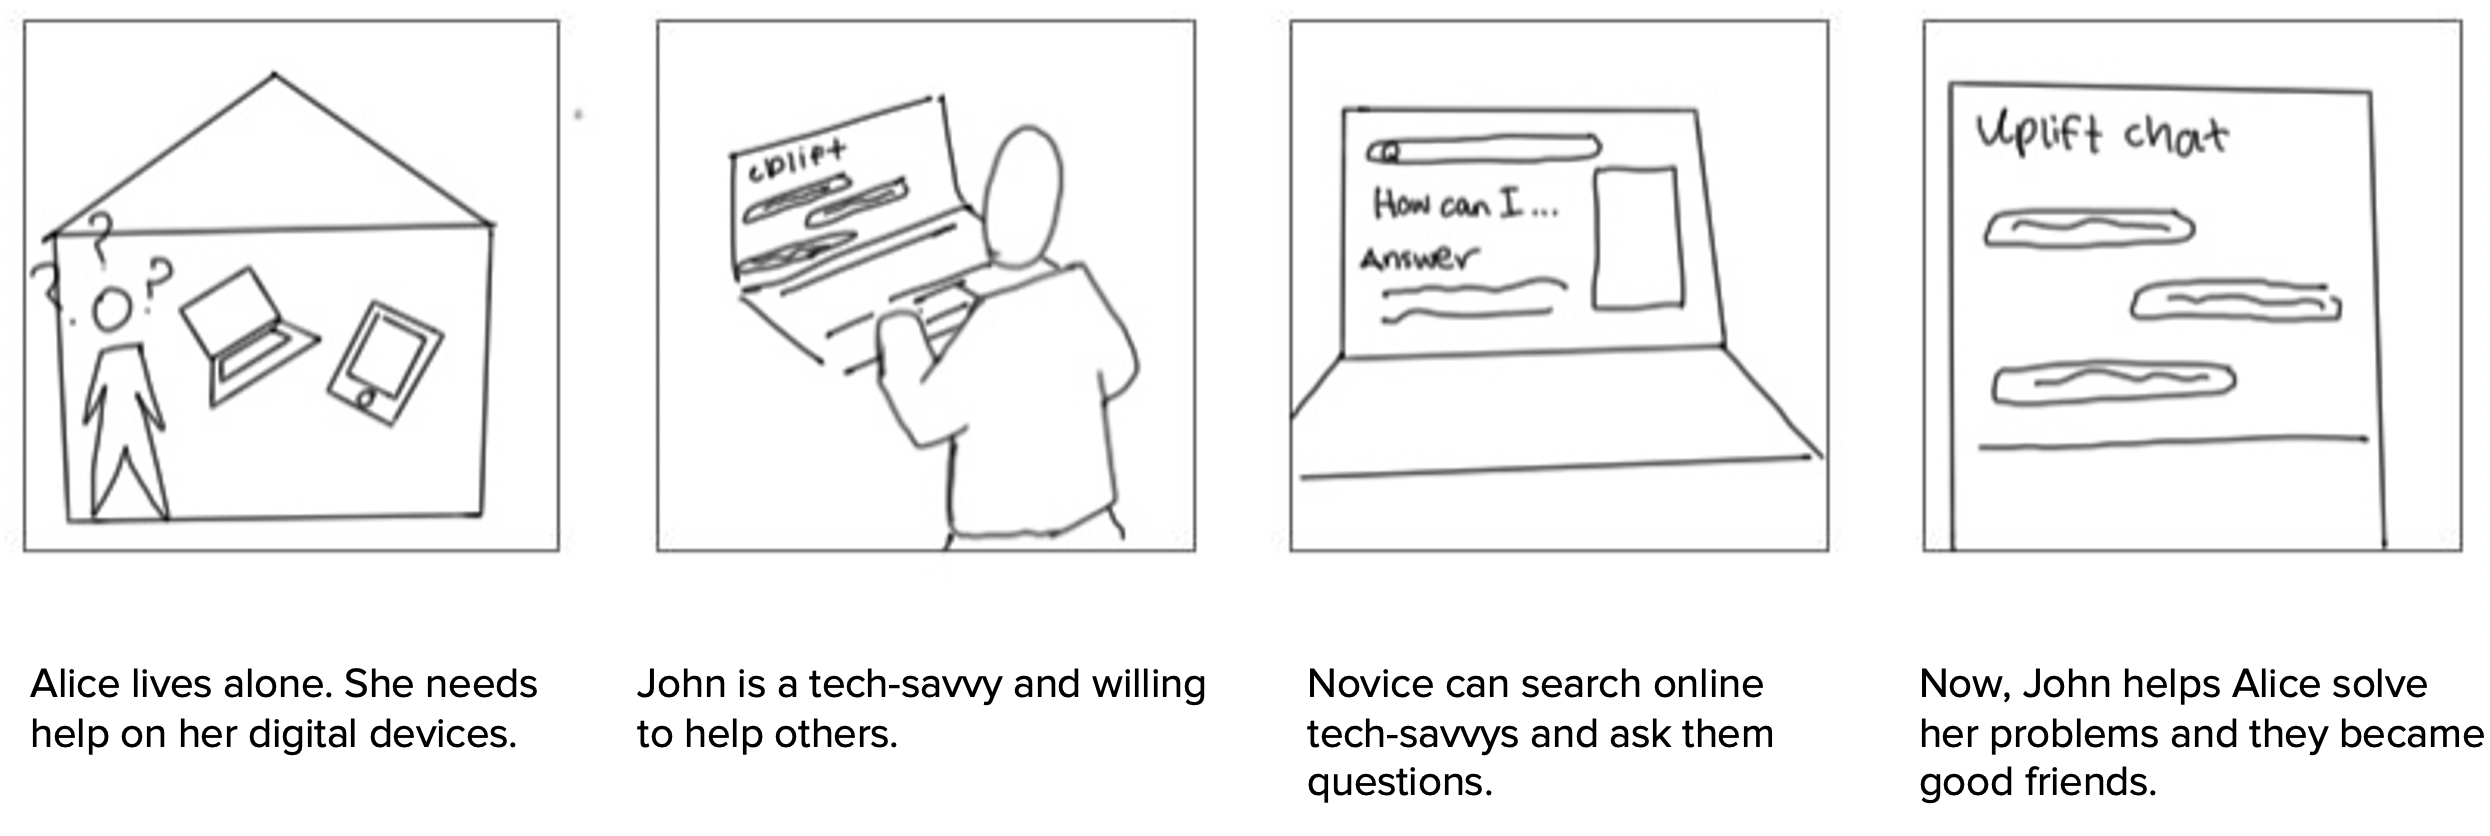 uplift
How can I...
Answer
Uplift chat
Alice lives alone. She needs
help on her digital devices.
John is a tech-savvy and willing
to help others.
Novice can search online
tech-savvys and ask them
questions.
Now, John helps Alice solve
her problems and they became
good friends.